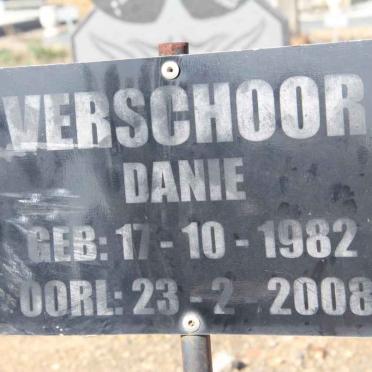 VERSCHOOR
DANIE
GEB: 17 - 10 - 1982
OORL: 23 - 2 2008